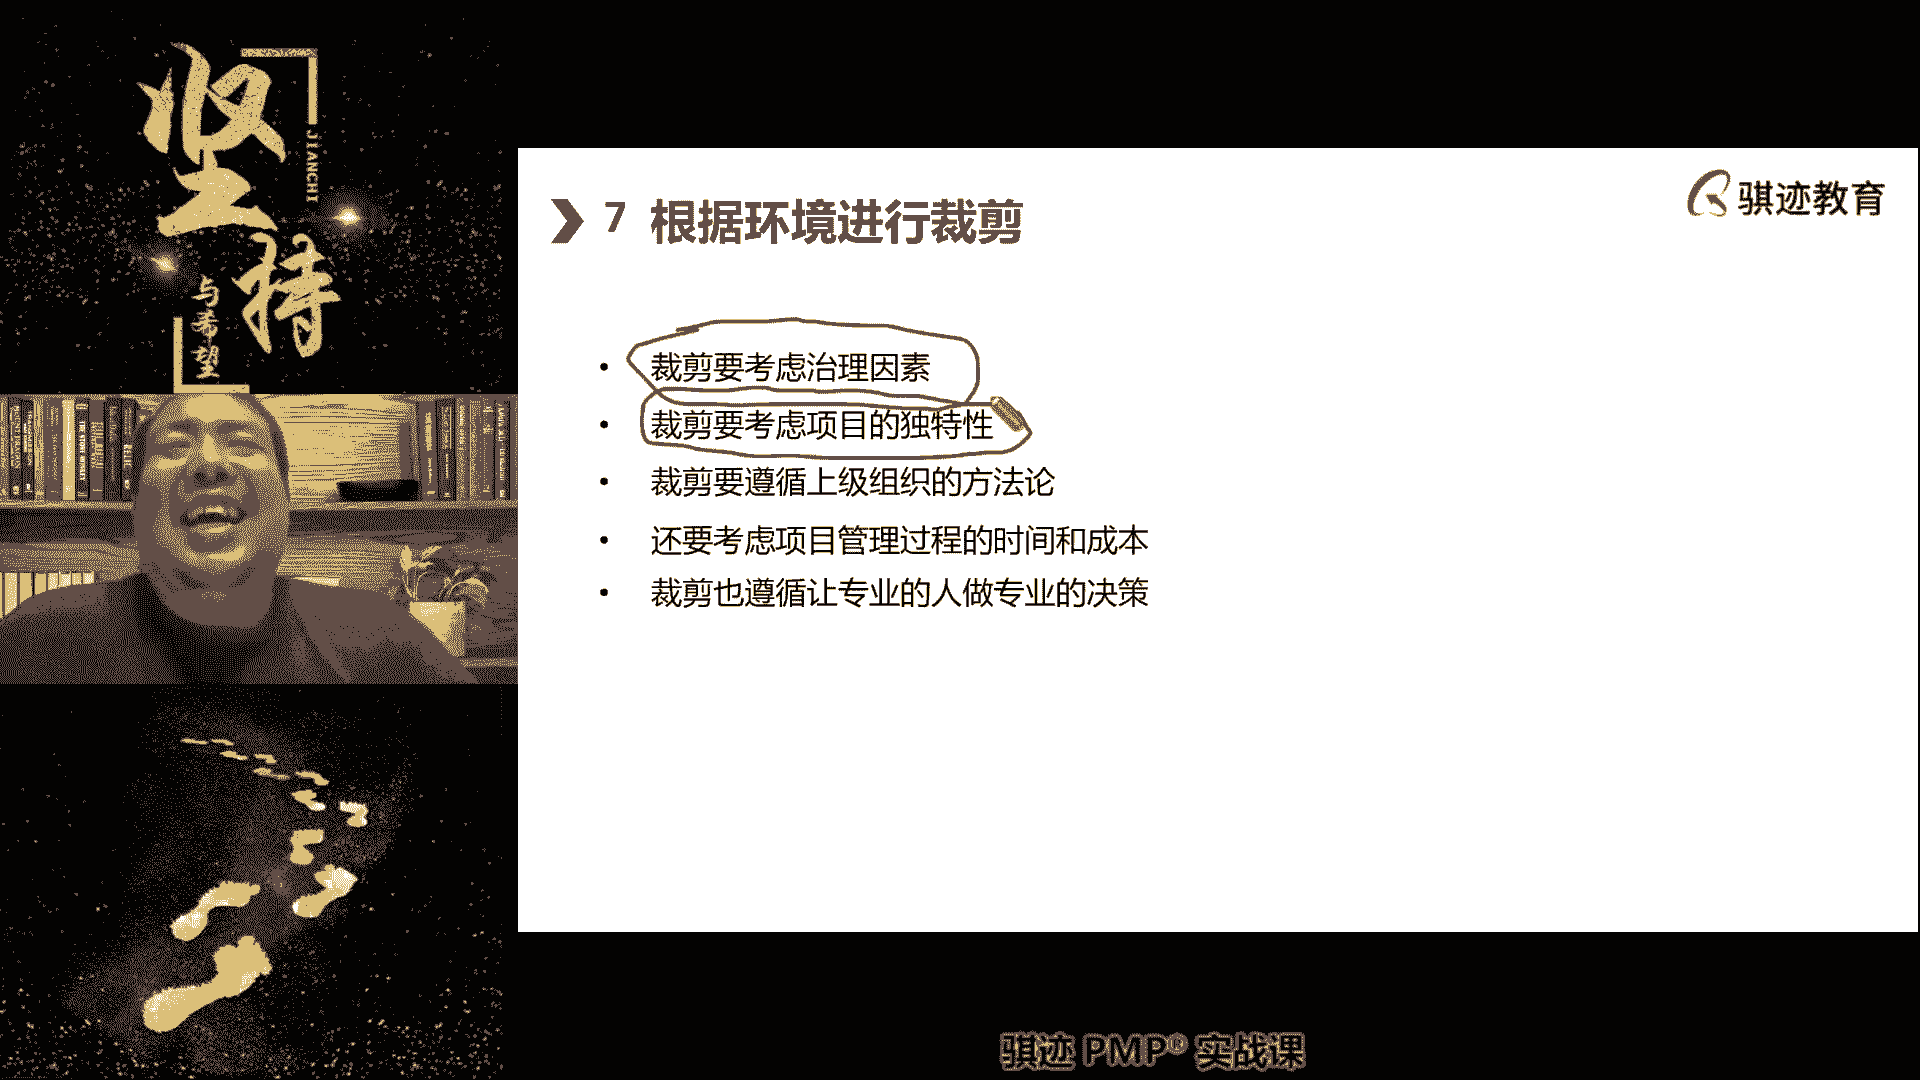 坚持
JIANCHI
与希望
骐迹教育
7 根据环境进行裁剪
• 裁剪要考虑治理因素
• 裁剪要考虑项目的独特性
• 裁剪要遵循上级组织的方法论
• 还要考虑项目管理过程的时间和成本
• 裁剪也遵循让专业的人做专业的决策
骐迹 PMP® 实战课